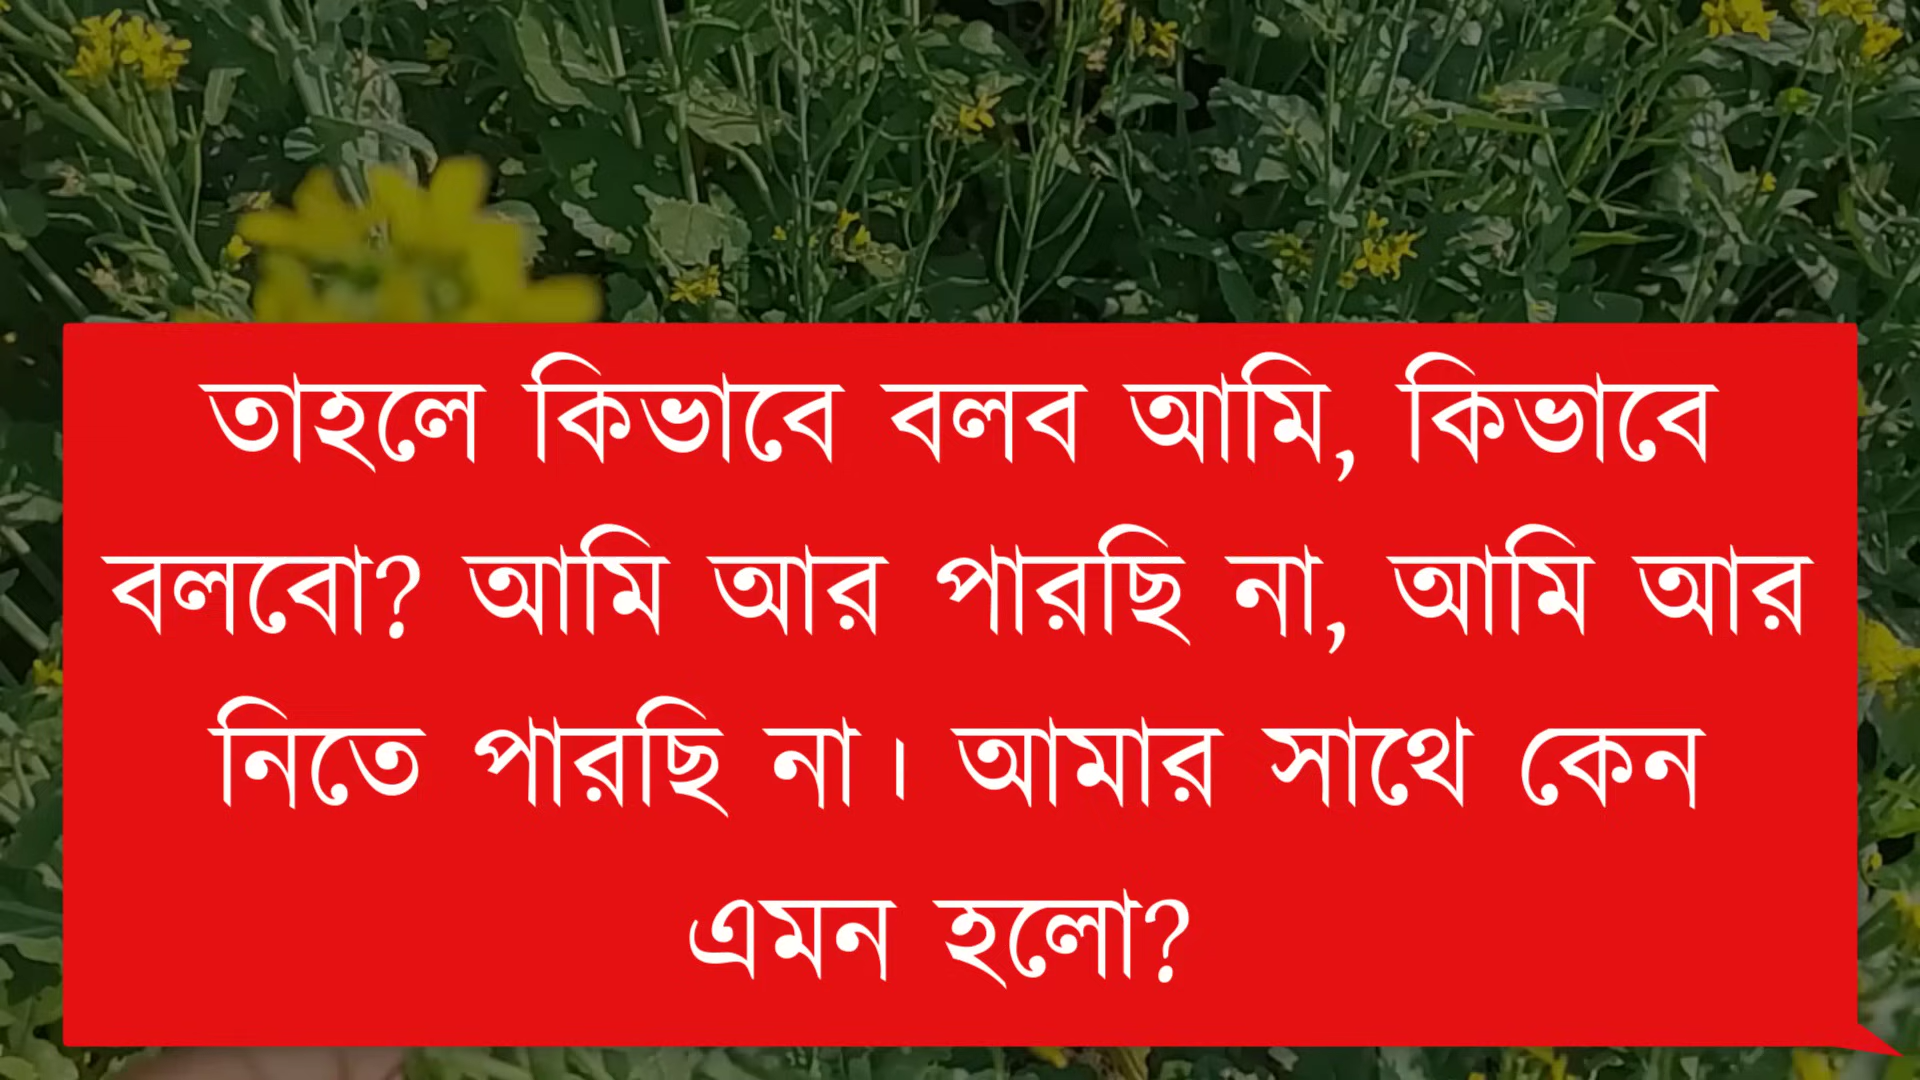 তাহলে কিভাবে বলব আমি, কিভাবে
বলবো? আমি আর পারছি না, আমি আর
নিতে পারছি না। আমার সাথে কেন
এমন হলো?